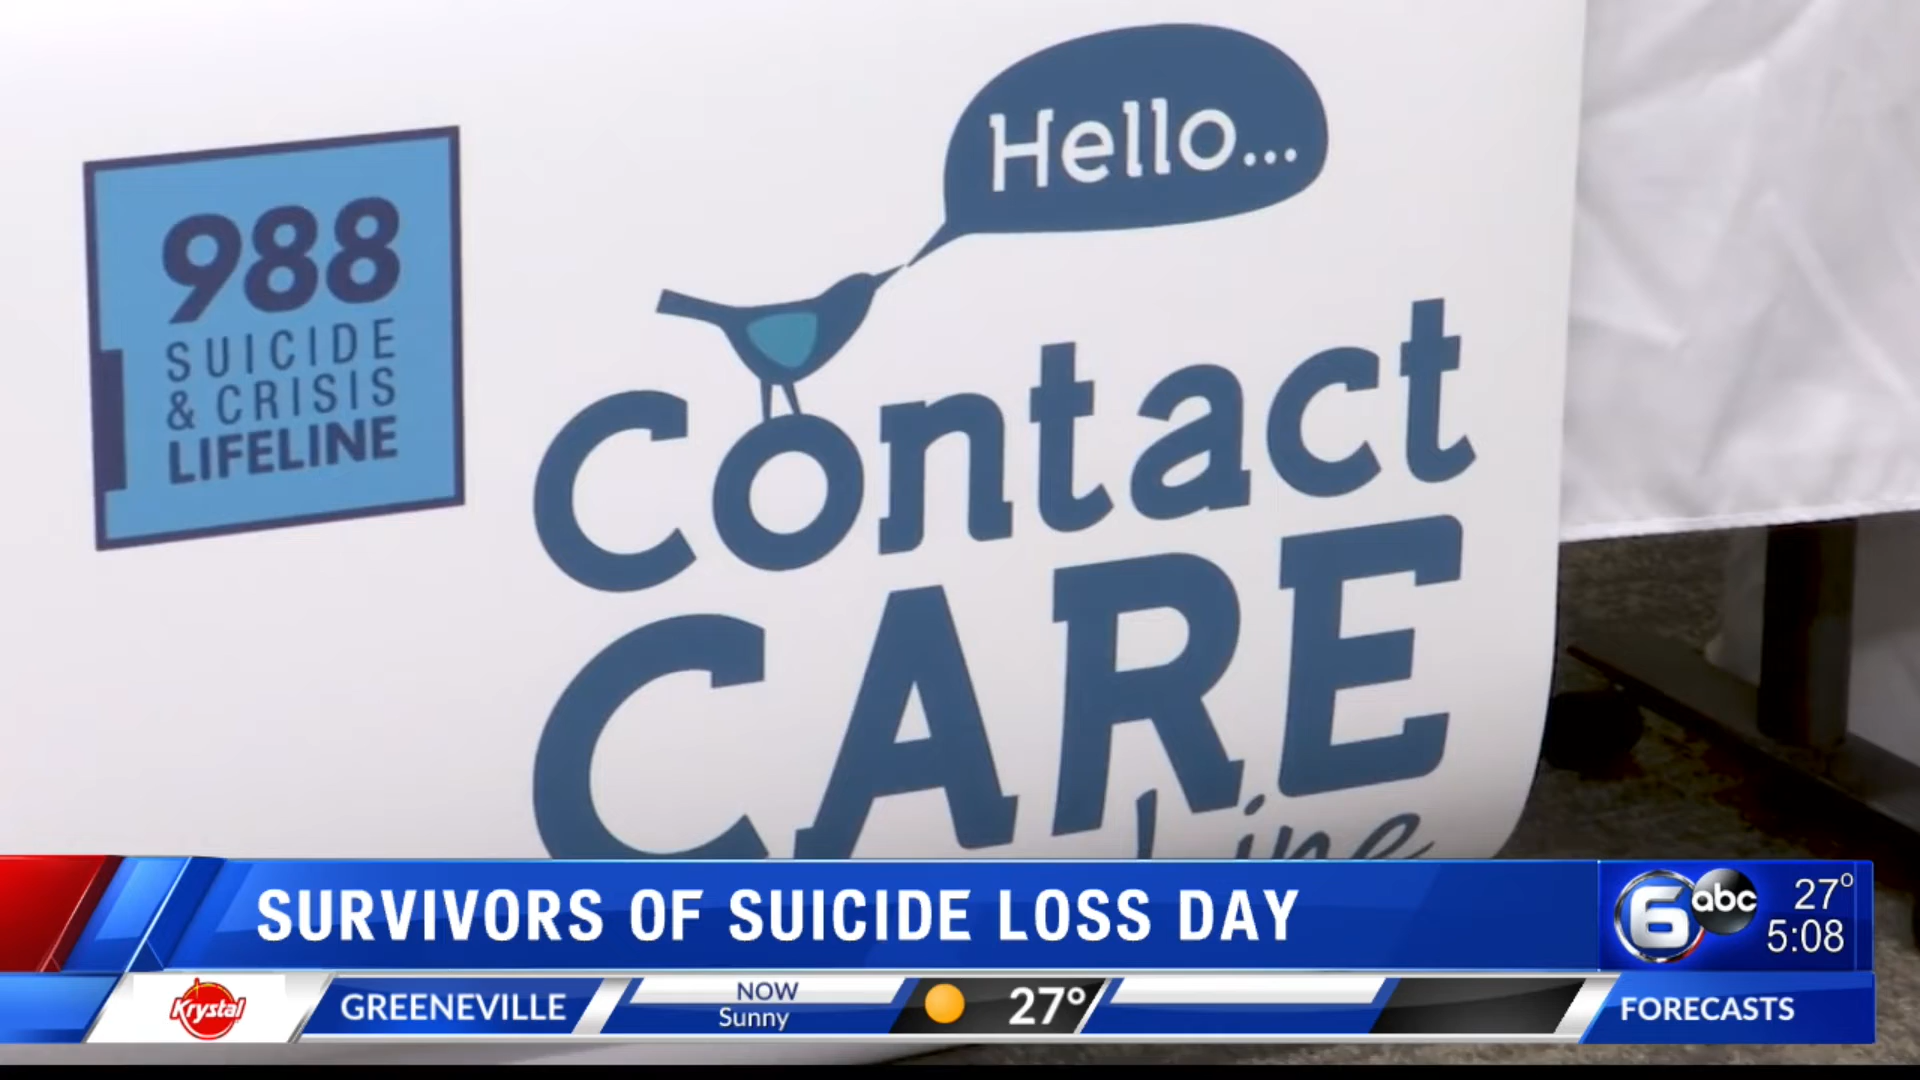 Hello...
988
SUICIDE
& CRISIS
LIFELINE
Contact
CARE
Line
SURVIVORS OF SUICIDE LOSS DAY
6 abc
27°
5:08
Krystal
GREENEVILLE
NOW
Sunny
27°
FORECASTS